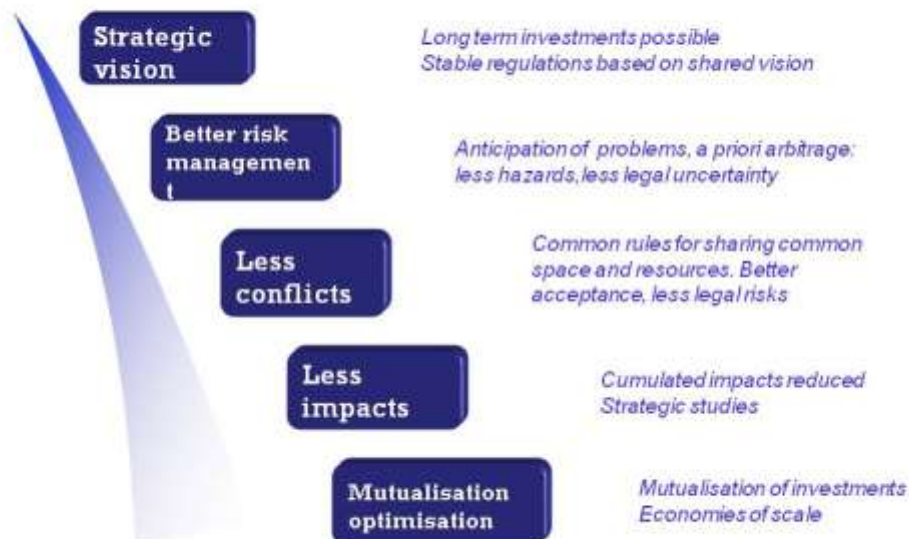 Strategic
vision
Long term investments possible
Stable regulations based on shared vision
Better risk
managemen
t
Anticipation of problems, a priori arbitrage:
less hazards,less legal uncertainty
Less
conflicts
Common rules for sharing common
space and resources. Better
acceptance, less legal risks
Less
impacts
Cumulated impacts reduced
Strategic studies
Mutualisation
optimisation
Mutualisation of investments
Economies of scale